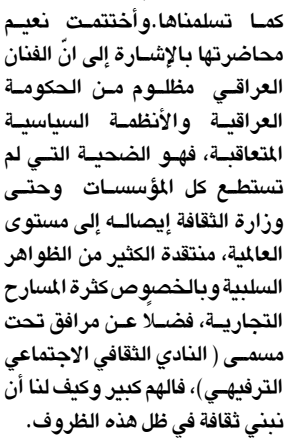 كما تسلمناها.وأختتمت نعيم
محاضرتها بالإشارة إلى انّ الفنان
العراقي مظلوم من الحكومة
العراقية والأنظمة السياسية
المتعاقبة، فهو الضحية التي لم
تستطع كل المؤسسات وحتى
وزارة الثقافة إيصاله إلى مستوى
العالمية، منتقدة الكثير من الظواهر
السلبية وبالخصوص كثرة المسارح
التجارية، فضلاً عن مرافق تحت
مسمى ( النادي الثقافي الاجتماعي
الترفيهي)، فالهم كبير وكيف لنا أن
نبني ثقافة في ظل هذه الظروف.